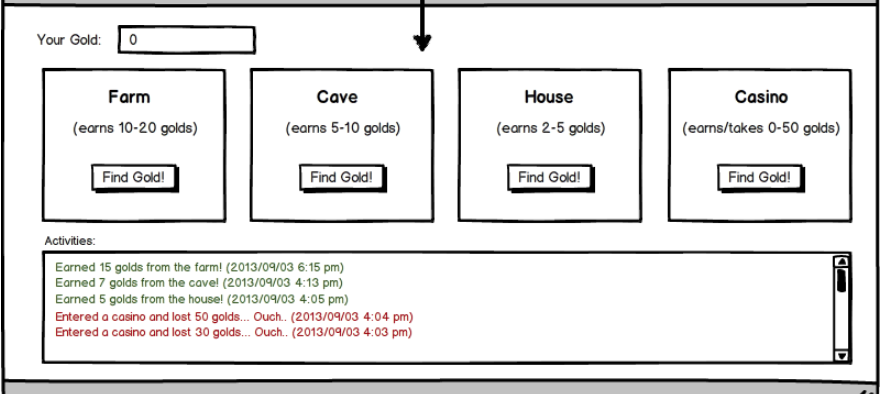 Your Gold: 0
Farm
(earns 10-20 golds)
Find Gold!
Cave
(earns 5-10 golds)
Find Gold!
House
(earns 2-5 golds)
Find Gold!
Casino
(earns/takes 0-50 golds)
Find Gold!
Activities:
Earned 15 golds from the farm! (2013/09/03 6:15 pm)
Earned 7 golds from the cave! (2013/09/03 4:13 pm)
Earned 5 golds from the house! (2013/09/03 4:05 pm)
Entered a casino and lost 50 golds... Ouch.. (2013/09/03 4:04 pm)
Entered a casino and lost 30 golds... Ouch.. (2013/09/03 4:03 pm)